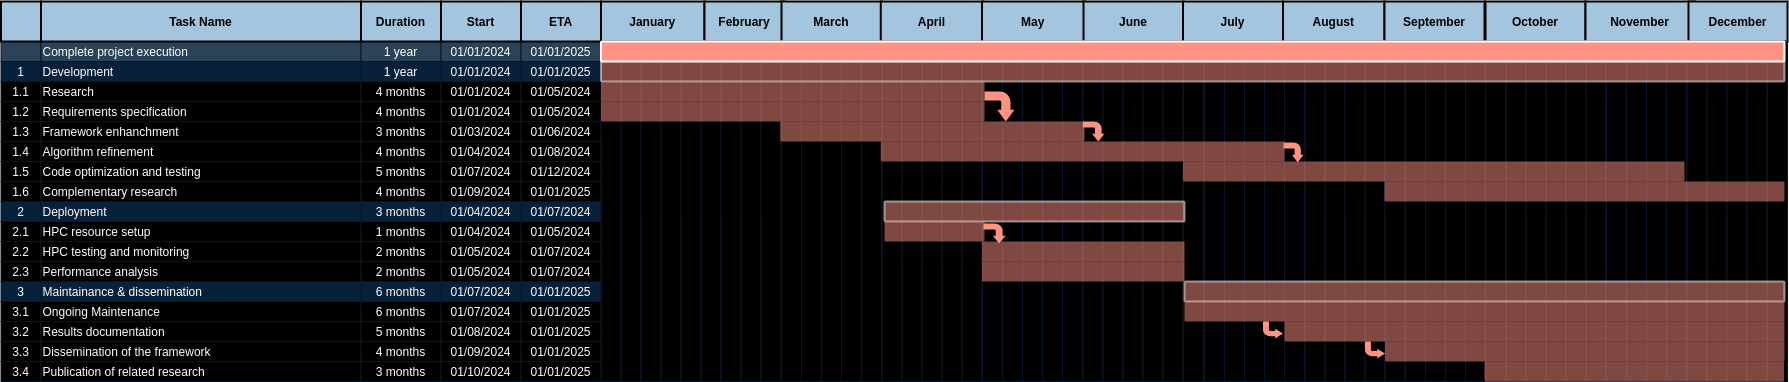 Task Name Duration Start ETA January February March April May June July August September October November December
Complete project execution 1 year 01/01/2024 01/01/2025
1 Development 1 year 01/01/2024 01/01/2025
1.1 Research 4 months 01/01/2024 01/05/2024
1.2 Requirements specification 4 months 01/01/2024 01/05/2024
1.3 Framework enhanchment 3 months 01/03/2024 01/06/2024
1.4 Algorithm refinement 4 months 01/04/2024 01/08/2024
1.5 Code optimization and testing 5 months 01/07/2024 01/12/2024
1.6 Complementary research 4 months 01/09/2024 01/01/2025
2 Deployment 3 months 01/04/2024 01/07/2024
2.1 HPC resource setup 1 months 01/04/2024 01/05/2024
2.2 HPC testing and monitoring 2 months 01/05/2024 01/07/2024
2.3 Performance analysis 2 months 01/05/2024 01/07/2024
3 Maintainance & dissemination 6 months 01/07/2024 01/01/2025
3.1 Ongoing Maintenance 6 months 01/07/2024 01/01/2025
3.2 Results documentation 5 months 01/08/2024 01/01/2025
3.3 Dissemination of the framework 4 months 01/09/2024 01/01/2025
3.4 Publication of related research 3 months 01/10/2024 01/01/2025